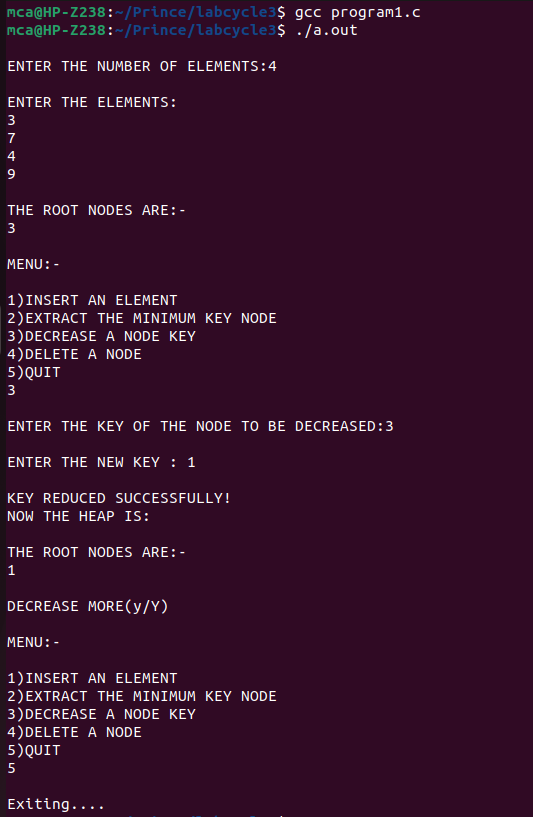 mca@HP-Z238:~/Prince/labcycle3$ gcc program1.c
mca@HP-Z238:~/Prince/labcycle3$ ./a.out
ENTER THE NUMBER OF ELEMENTS:4
ENTER THE ELEMENTS:
3
7
4
9
THE ROOT NODES ARE:-
3
MENU:-
1)INSERT AN ELEMENT
2)EXTRACT THE MINIMUM KEY NODE
3)DECREASE A NODE KEY
4)DELETE A NODE
5)QUIT
3
ENTER THE KEY OF THE NODE TO BE DECREASED:3
ENTER THE NEW KEY : 1
KEY REDUCED SUCCESSFULLY!
NOW THE HEAP IS:
THE ROOT NODES ARE:-
1
DECREASE MORE(y/Y)
MENU:-
1)INSERT AN ELEMENT
2)EXTRACT THE MINIMUM KEY NODE
3)DECREASE A NODE KEY
4)DELETE A NODE
5)QUIT
5
Exiting....